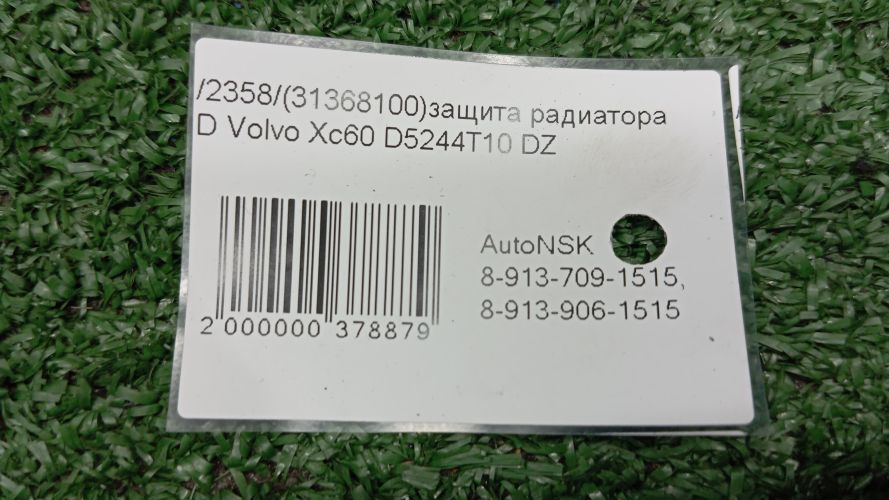 /2358/(31368100)защита радиатора
D Volvo Xc60 D5244T10 DZ
AutoNSK
8-913-709-1515,
8-913-906-1515
2 000000 378879